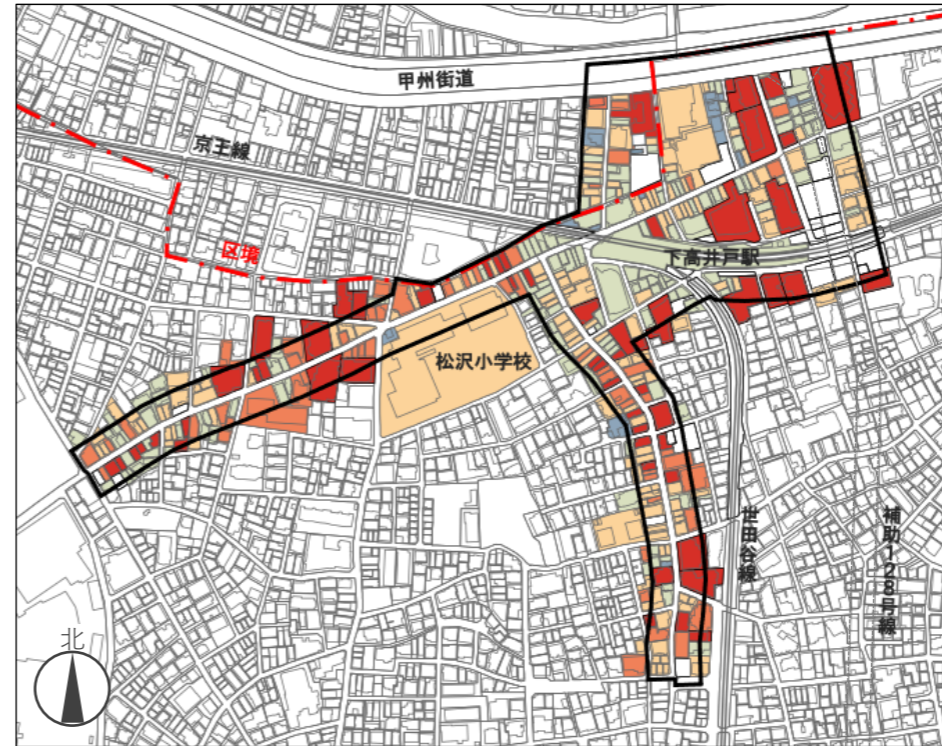 甲州街道
京王線
区境
下高井戸駅
松沢小学校
世田谷線
補助128号線
北